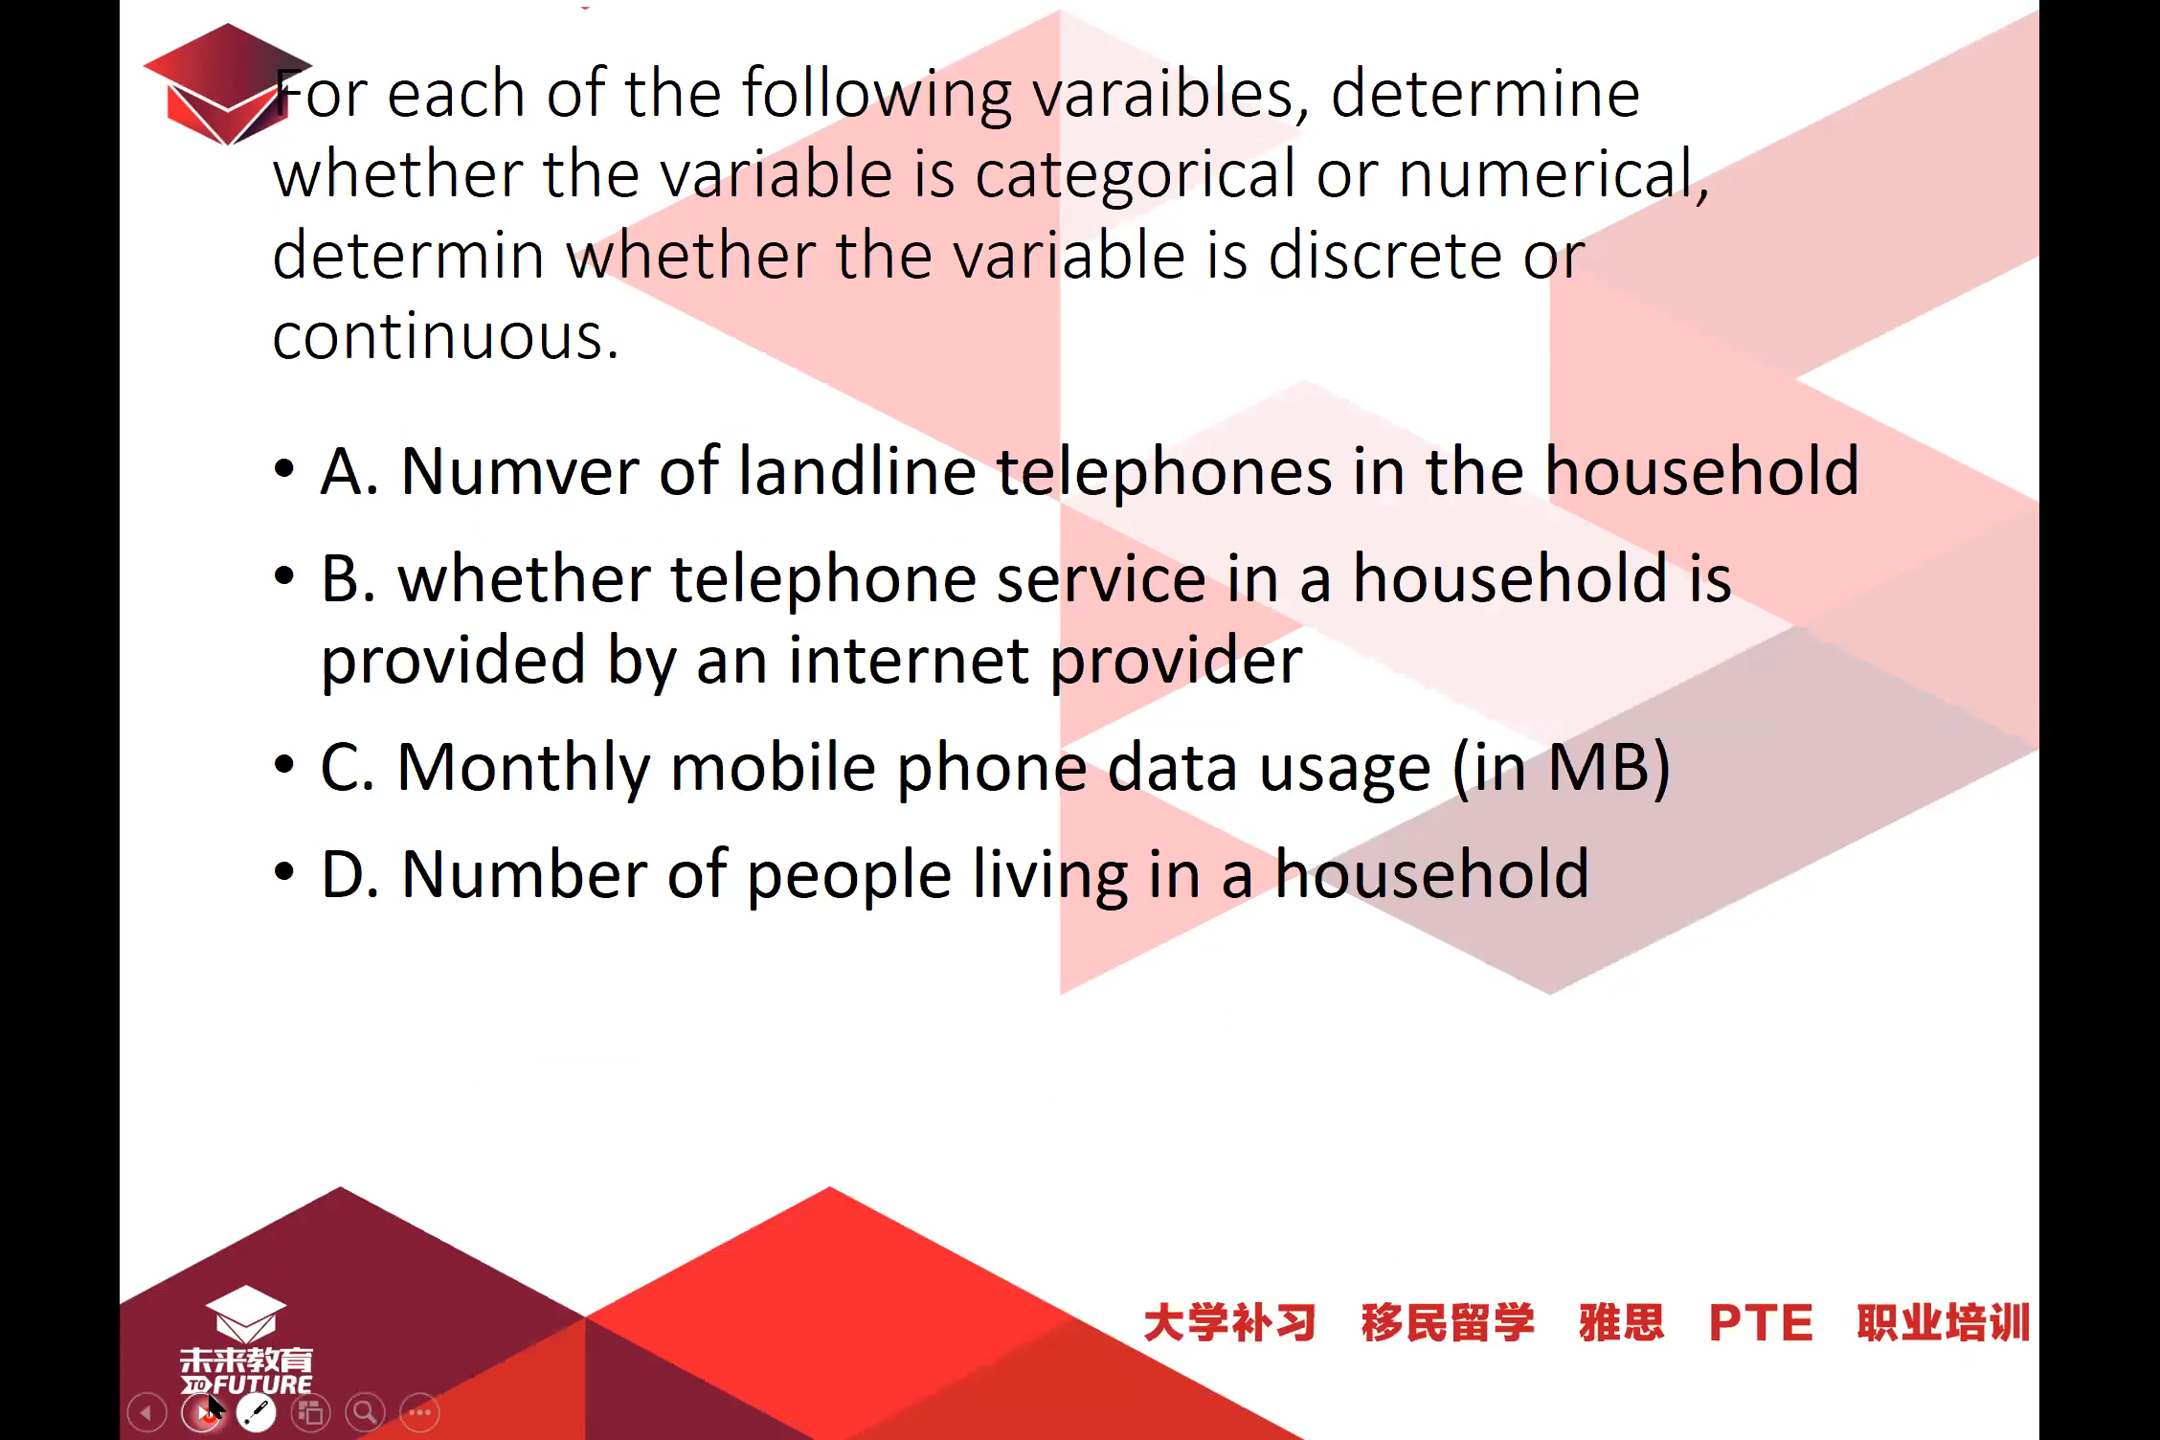 For each of the following varaibles, determine
whether the variable is categorical or numerical,
determin whether the variable is discrete or
continuous.
• A. Numver of landline telephones in the household
• B. whether telephone service in a household is
provided by an internet provider
• C. Monthly mobile phone data usage (in MB)
• D. Number of people living in a household
大学补习 移民留学 雅思 PTE 职业培训
未来教育
TO FUTURE